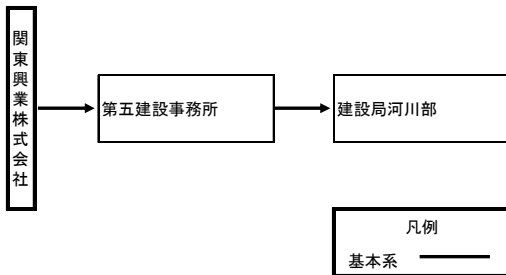 関東興業株式会社
第五建設事務所
建設局河川部
凡例
基本系